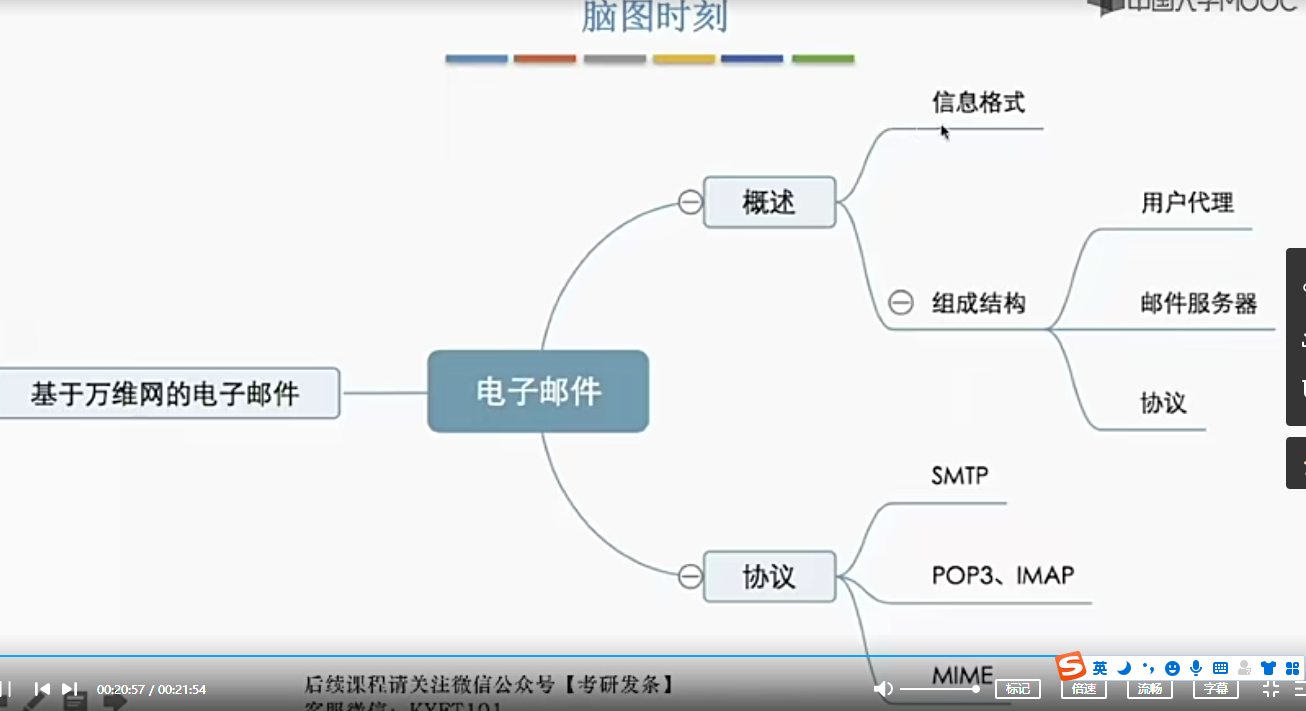 脑图时刻
中国大学MOOC
信息格式
概述
用户代理
组成结构
邮件服务器
基于万维网的电子邮件
电子邮件
协议
SMTP
协议
POP3、IMAP
MIME
英
后续课程请关注微信公众号【考研发条】
00:20:57 / 00:21:54
标记
倍速
流畅
字幕